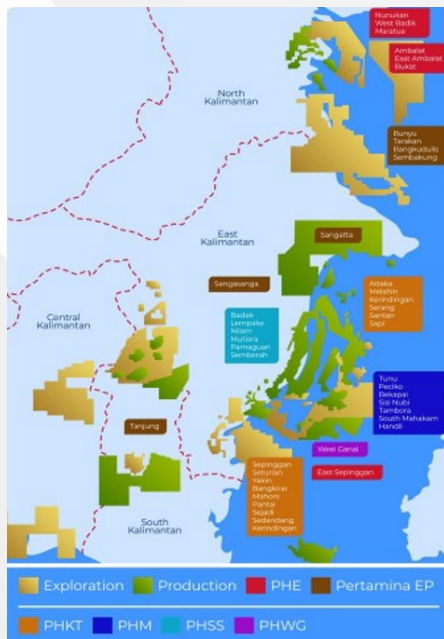 Nunukan
West Badik
Maratua
Ambalat
East Ambalat
Bukat
North
Kalimantan
Bunyu
Tarakan
Bangkudulis
Sembakung
East
Kalimantan
Sangatta
Sangasanga
Attaka
Melahin
Kerindingan
Serang
Santan
Sapi
Badak
Lempake
Nilam
Mutiara
Pamaguan
Semberah
Central
Kalimantan
Tunu
Peciko
Bekapai
Sisi Nubi
Tambora
South Mahakam
Handil
Tanjung
West Ganal
East Sepinggan
Sepinggan
Seturian
Yakin
Bangkirai
Mahoni
Pantai
Sejadi
Sedandang
Kerindingan
South
Kalimantan
Exploration Production PHE Pertamina EP
PHKT PHM PHSS PHWG